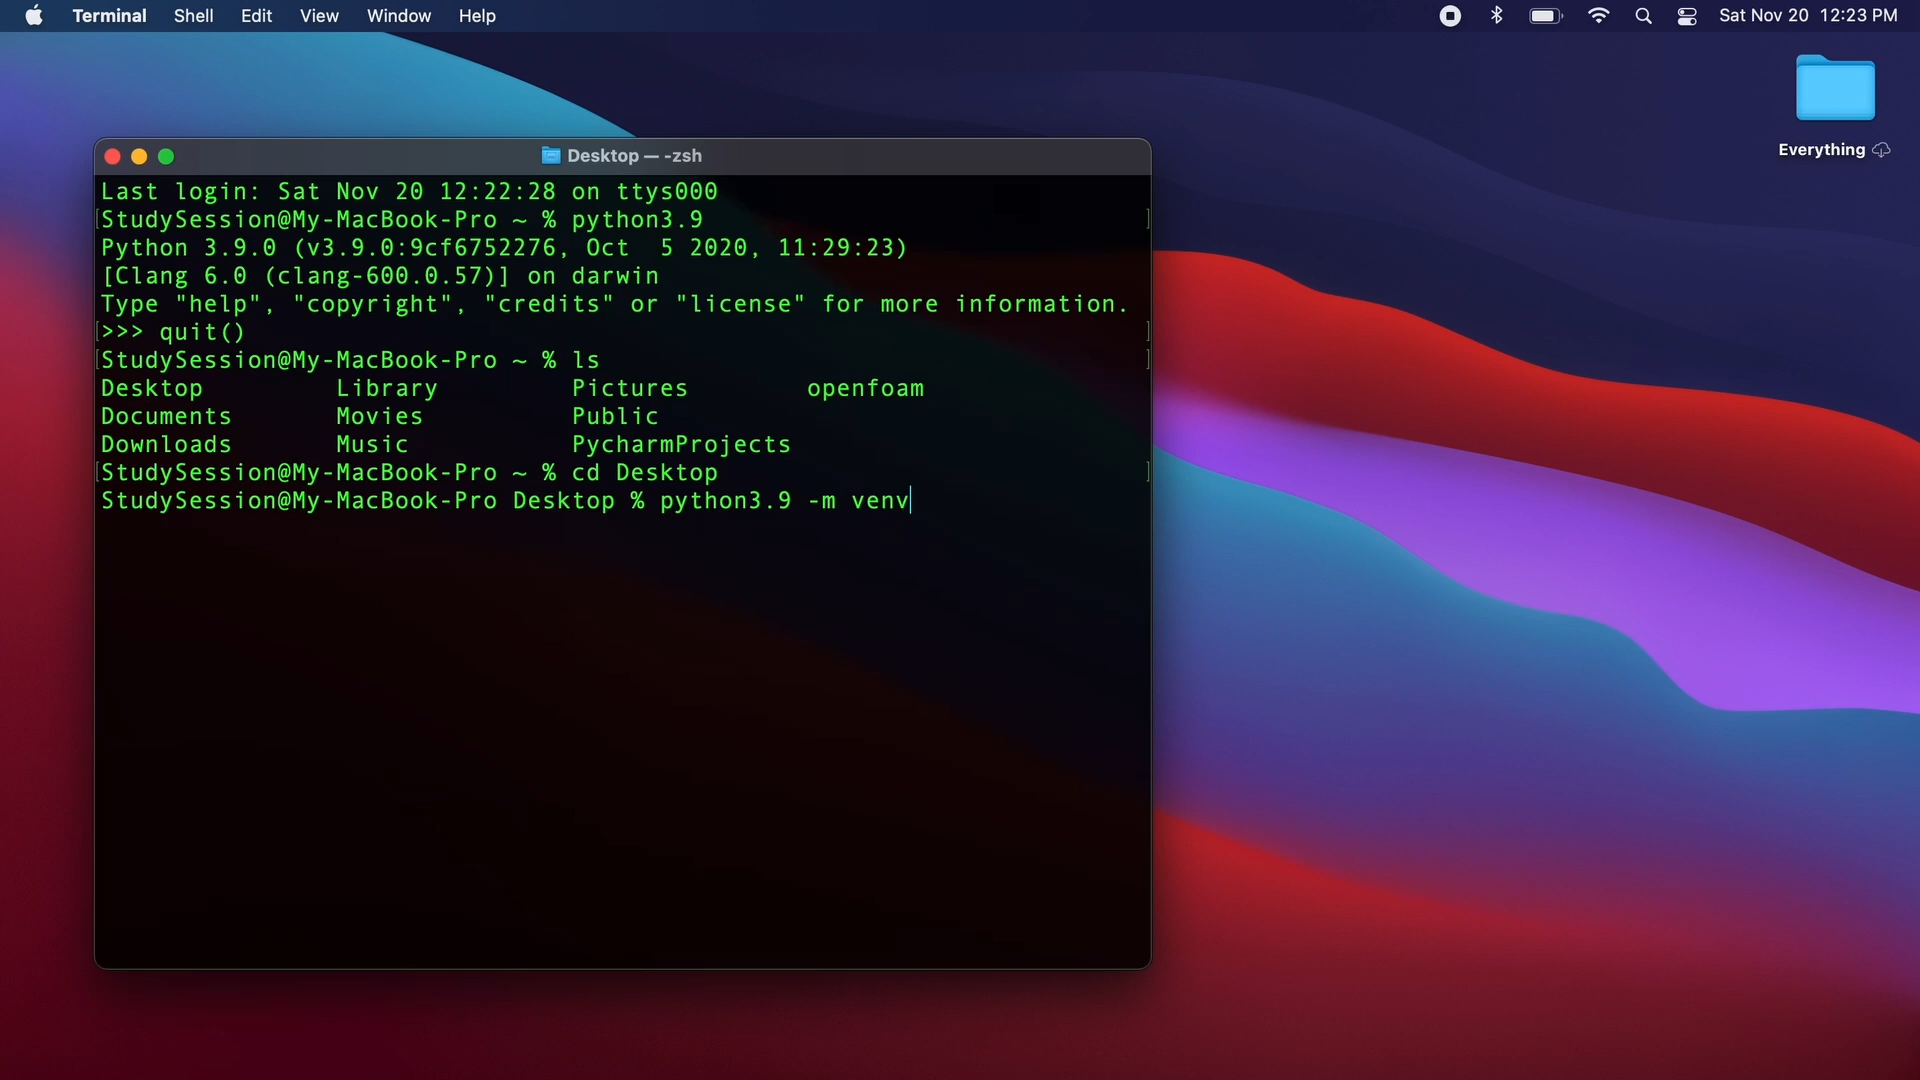 Terminal Shell Edit View Window Help Sat Nov 20 12:23 PM
Everything
Desktop — -zsh
Last login: Sat Nov 20 12:22:28 on ttys000
[StudySession@My-MacBook-Pro ~ % python3.9 ]
Python 3.9.0 (v3.9.0:9cf6752276, Oct  5 2020, 11:29:23)
[Clang 6.0 (clang-600.0.57)] on darwin
Type "help", "copyright", "credits" or "license" for more information.
[>>> quit() ]
[StudySession@My-MacBook-Pro ~ % ls ]
Desktop Library Pictures openfoam
Documents Movies Public
Downloads Music PycharmProjects
[StudySession@My-MacBook-Pro ~ % cd Desktop ]
StudySession@My-MacBook-Pro Desktop % python3.9 -m venv